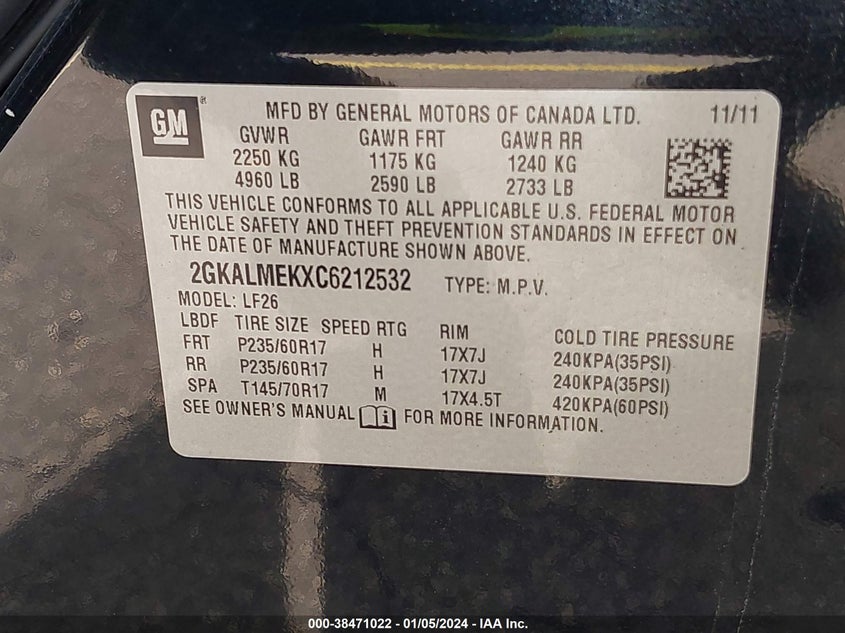 GM ® MFD BY GENERAL MOTORS OF CANADA LTD. 11/11
GVWR GAWR FRT GAWR RR
2250 KG 1175 KG 1240 KG
4960 LB 2590 LB 2733 LB
THIS VEHICLE CONFORMS TO ALL APPLICABLE U.S. FEDERAL MOTOR
VEHICLE SAFETY AND THEFT PREVENTION STANDARDS IN EFFECT ON
THE DATE OF MANUFACTURE SHOWN ABOVE.
2GKALMEKXC6212532 TYPE: M.P.V.
MODEL: LF26
LBDF TIRE SIZE SPEED RTG RIM COLD TIRE PRESSURE
FRT P235/60R17 H 17X7J 240KPA(35PSI)
RR P235/60R17 H 17X7J 240KPA(35PSI)
SPA T145/70R17 M 17X4.5T 420KPA(60PSI)
SEE OWNER'S MANUAL i FOR MORE INFORMATION.
000-38471022 - 01/05/2024 - IAA Inc.